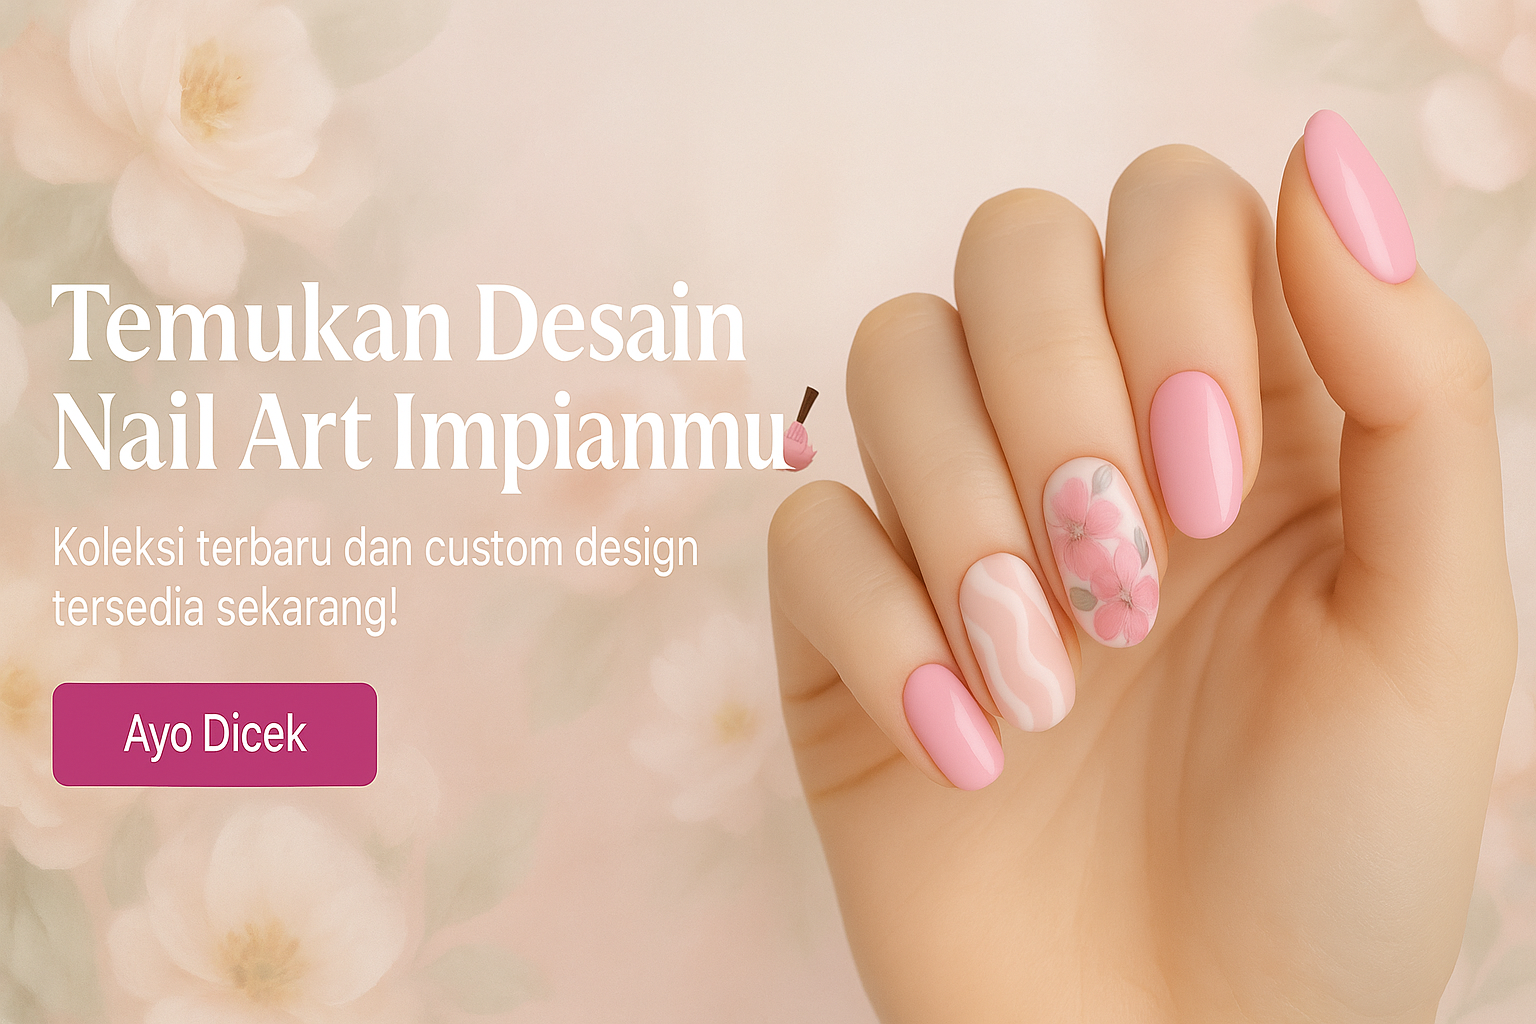 Temukan Desain
Nail Art Impianmu
Koleksi terbaru dan custom design
tersedia sekarang!
Ayo Dicek